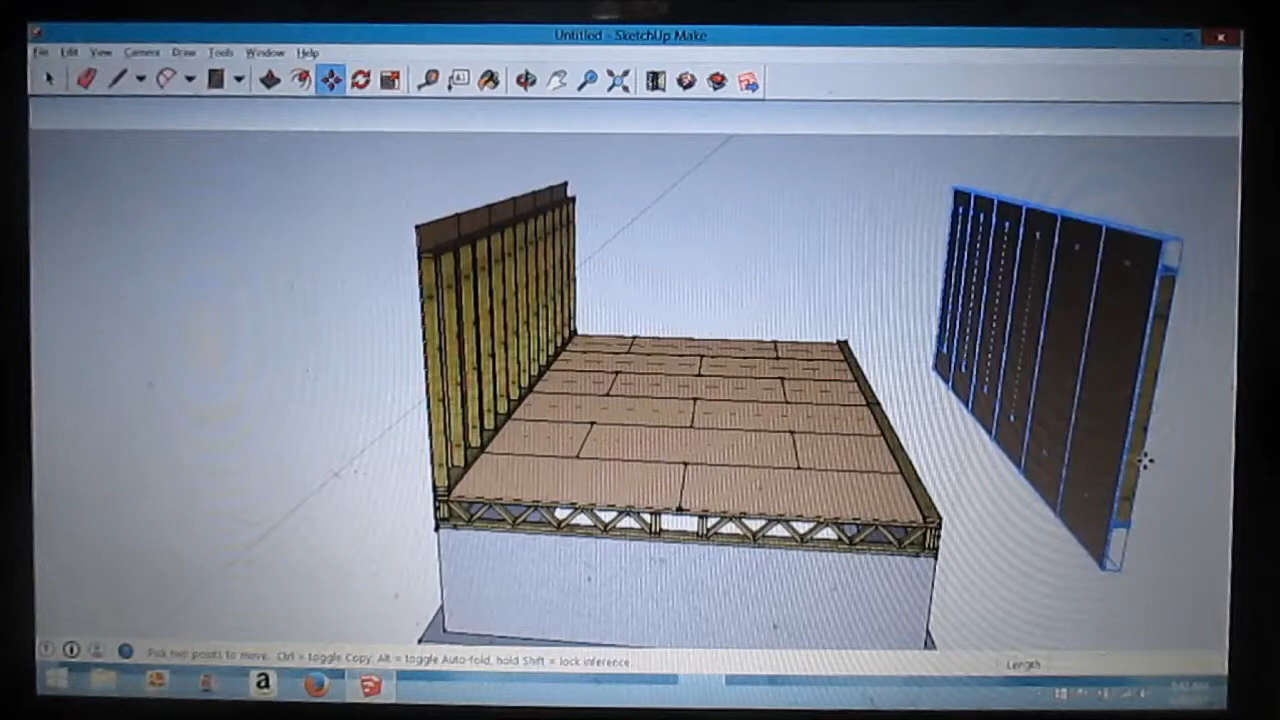 Untitled - SketchUp Make
File Edit View Camera Draw Tools Window Help
A1
Pick two points to move. Ctrl = toggle Copy, Alt = toggle Auto-fold, hold Shift = lock inference.
Length
a